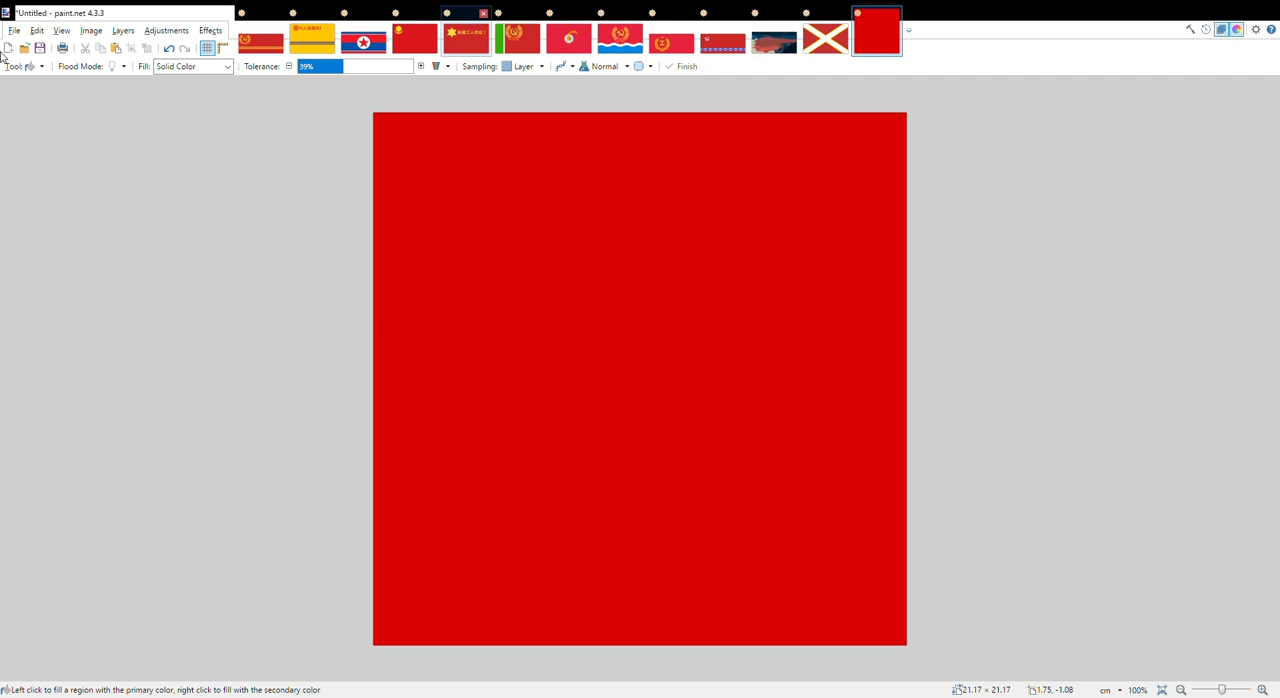 *Untitled - paint.net 4.3.3
File Edit View Image Layers Adjustments Effects
Tool: Flood Mode: Fill: Solid Color Tolerance: 39% Sampling: Layer Normal Finish
Left click to fill a region with the primary color, right click to fill with the secondary color 21.17 × 21.17 1.75, -1.08 cm 100%